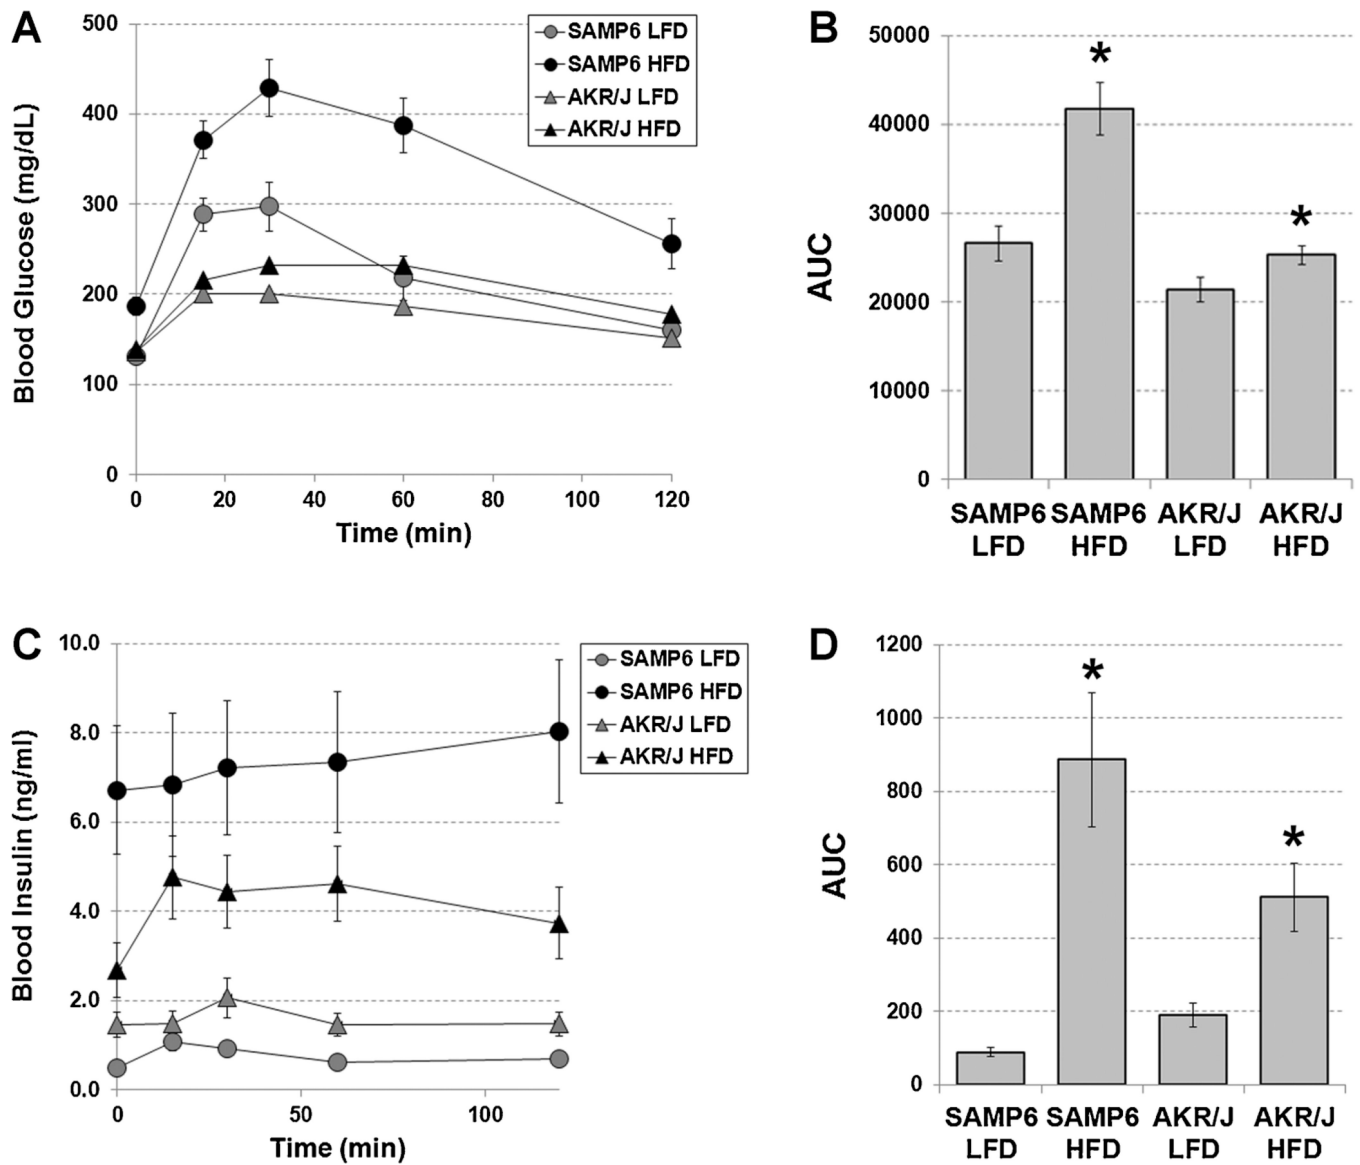 A
500
400
300
200
100
0
Blood Glucose (mg/dL)
0 20 40 60 80 100 120
Time (min)
SAMP6 LFD
SAMP6 HFD
AKR/J LFD
AKR/J HFD
B
50000
40000
30000
20000
10000
0
AUC
*
*
SAMP6 SAMP6 AKR/J AKR/J
LFD HFD LFD HFD
C
10.0
8.0
6.0
4.0
2.0
0.0
Blood Insulin (ng/ml)
0 50 100
Time (min)
SAMP6 LFD
SAMP6 HFD
AKR/J LFD
AKR/J HFD
D
1200
1000
800
600
400
200
0
AUC
*
*
SAMP6 SAMP6 AKR/J AKR/J
LFD HFD LFD HFD